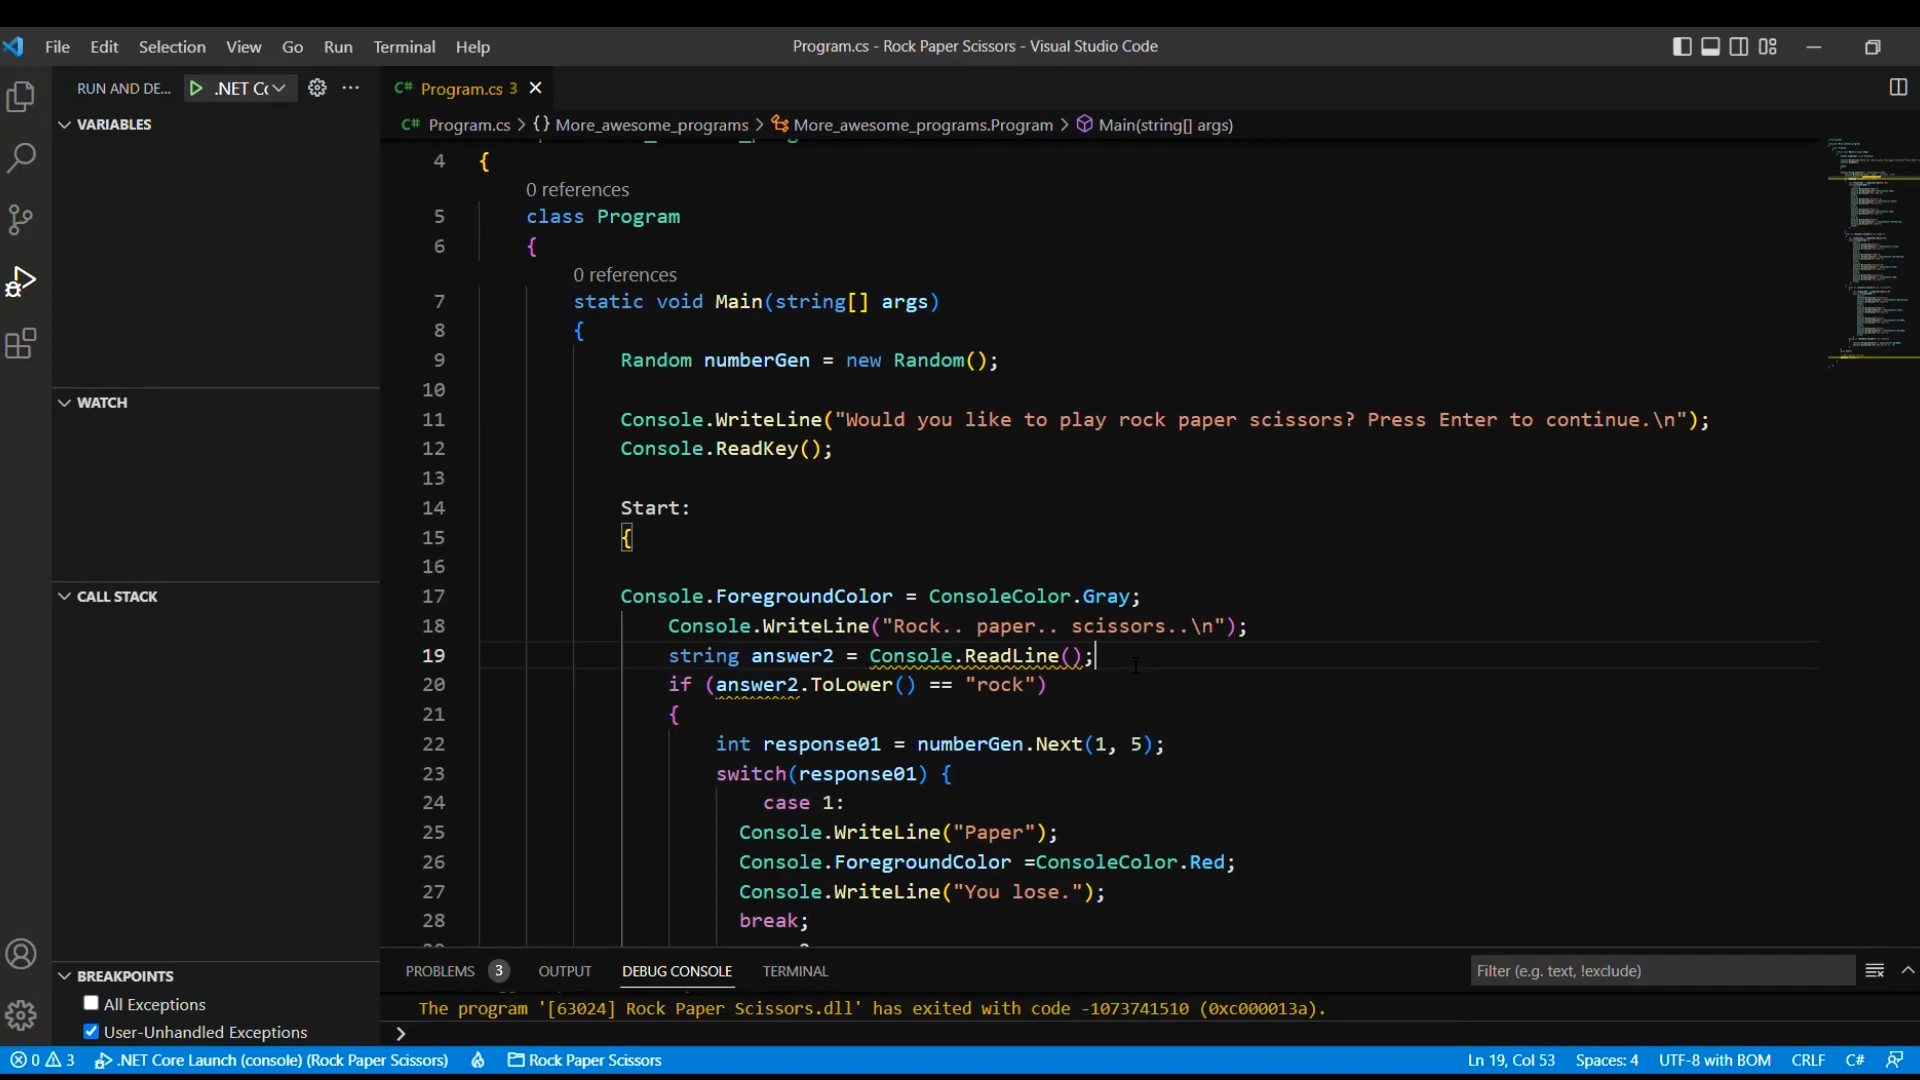 File Edit Selection View Go Run Terminal Help
Program.cs - Rock Paper Scissors - Visual Studio Code
RUN AND DE... .NET Cc
C# Program.cs 3
VARIABLES
C# Program.cs > {} More_awesome_programs > More_awesome_programs.Program > Main(string[] args)
4 {
0 references
5 class Program
6 {
0 references
7 static void Main(string[] args)
8 {
9 Random numberGen = new Random();
10
11 Console.WriteLine("Would you like to play rock paper scissors? Press Enter to continue.\n");
12 Console.ReadKey();
13
14 Start:
15 {
16
17 Console.ForegroundColor = ConsoleColor.Gray;
18 Console.WriteLine("Rock.. paper.. scissors..\n");
19 string answer2 = Console.ReadLine();
20 if (answer2.ToLower() == "rock")
21 {
22 int response01 = numberGen.Next(1, 5);
23 switch(response01) {
24 case 1:
25 Console.WriteLine("Paper");
26 Console.ForegroundColor =ConsoleColor.Red;
27 Console.WriteLine("You lose.");
28 break;
WATCH
CALL STACK
BREAKPOINTS
All Exceptions
User-Unhandled Exceptions
PROBLEMS 3 OUTPUT DEBUG CONSOLE TERMINAL
Filter (e.g. text, !exclude)
The program '[63024] Rock Paper Scissors.dll' has exited with code -1073741510 (0xc000013a).
>
0 3 .NET Core Launch (console) (Rock Paper Scissors) Rock Paper Scissors
Ln 19, Col 53 Spaces: 4 UTF-8 with BOM CRLF C#